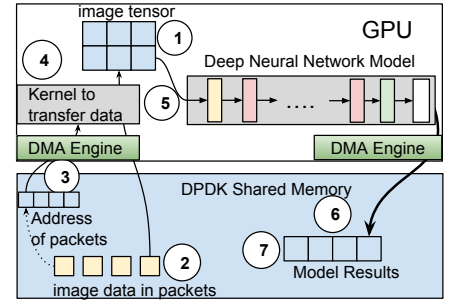 image tensor
1
GPU
4
Deep Neural Network Model
5
....
Kernel to
transfer data
DMA Engine
DMA Engine
3
DPDK Shared Memory
Address
of packets
6
7
2
Model Results
image data in packets